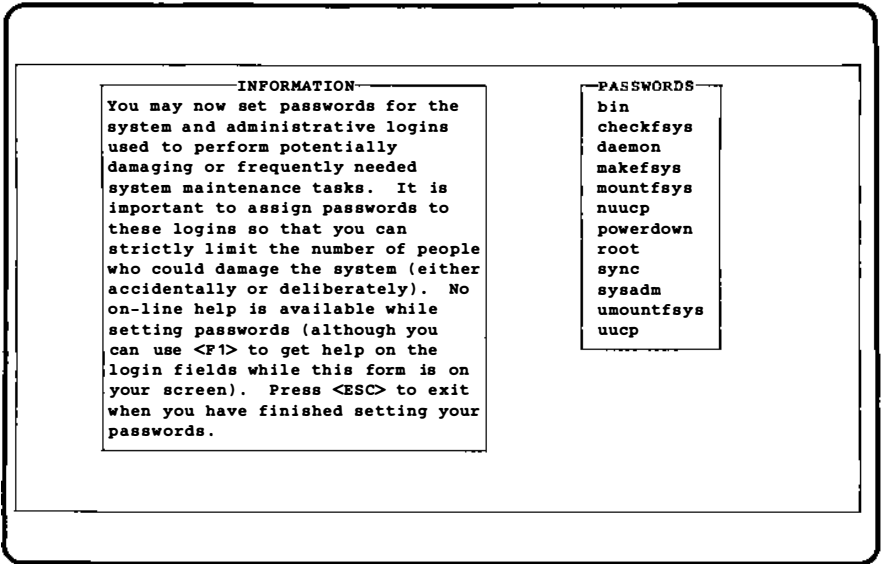 INFORMATION
You may now set passwords for the
system and administrative logins
used to perform potentially
damaging or frequently needed
system maintenance tasks.  It is
important to assign passwords to
these logins so that you can
strictly limit the number of people
who could damage the system (either
accidentally or deliberately).  No
on-line help is available while
setting passwords (although you
can use <F1> to get help on the
login fields while this form is on
your screen).  Press <ESC> to exit
when you have finished setting your
passwords.
PASSWORDS
bin
checkfsys
daemon
makefsys
mountfsys
nuucp
powerdown
root
sync
sysadm
umountfsys
uucp